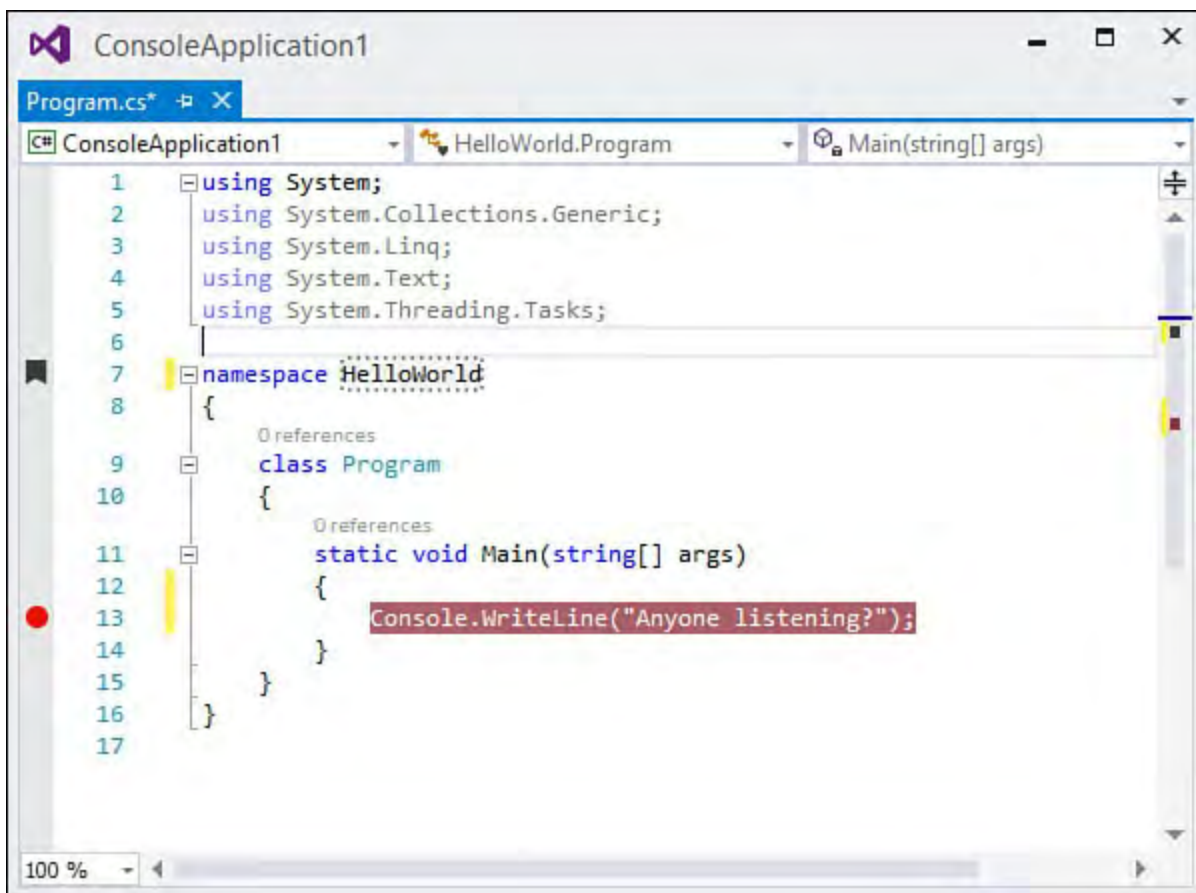 ConsoleApplication1
Program.cs*
C# ConsoleApplication1 HelloWorld.Program Main(string[] args)
1 using System;
2 using System.Collections.Generic;
3 using System.Linq;
4 using System.Text;
5 using System.Threading.Tasks;
6
7 namespace HelloWorld
8 {
0 references
9 class Program
10 {
0 references
11 static void Main(string[] args)
12 {
13 Console.WriteLine("Anyone listening?");
14 }
15 }
16 }
17
100 %